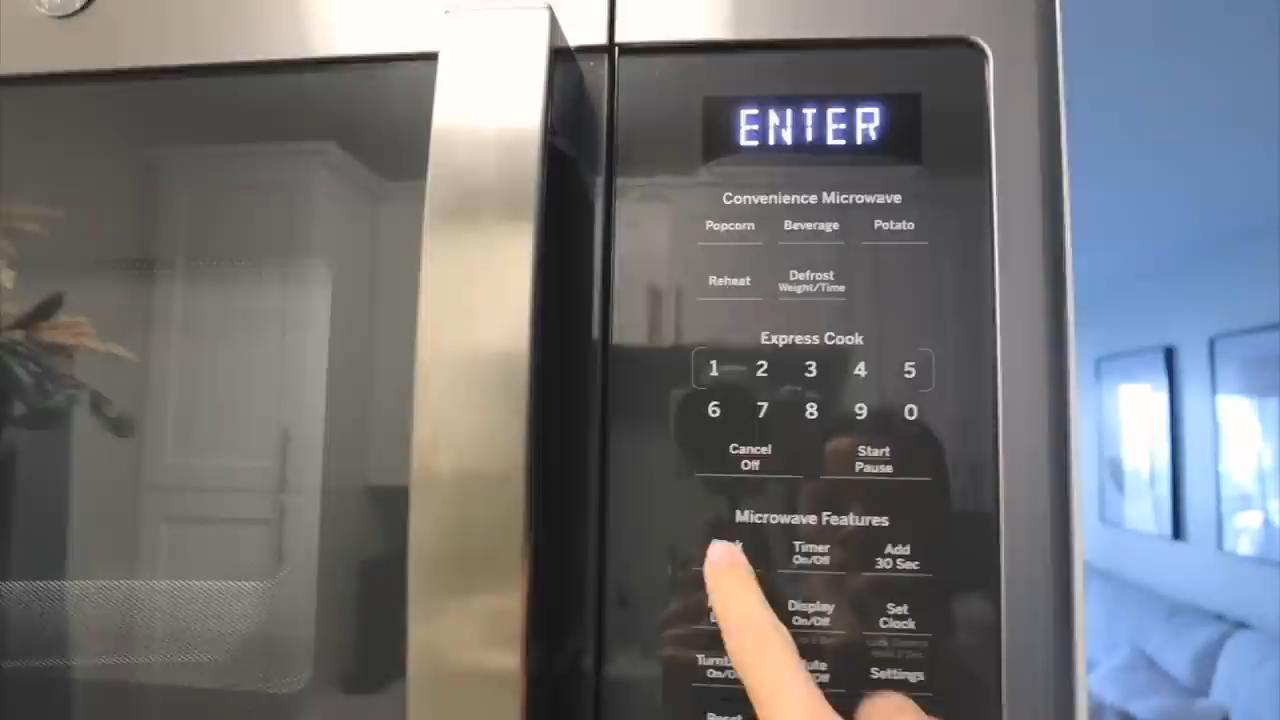 ENTER
Convenience Microwave
Popcorn Beverage Potato
Reheat Defrost
Weight/Time
Express Cook
1 2 3 4 5
6 7 8 9 0
Cancel Start
Off Pause
Microwave Features
Timer Add
On/Off 30 Sec
Display Set
On/Off Clock
Settings